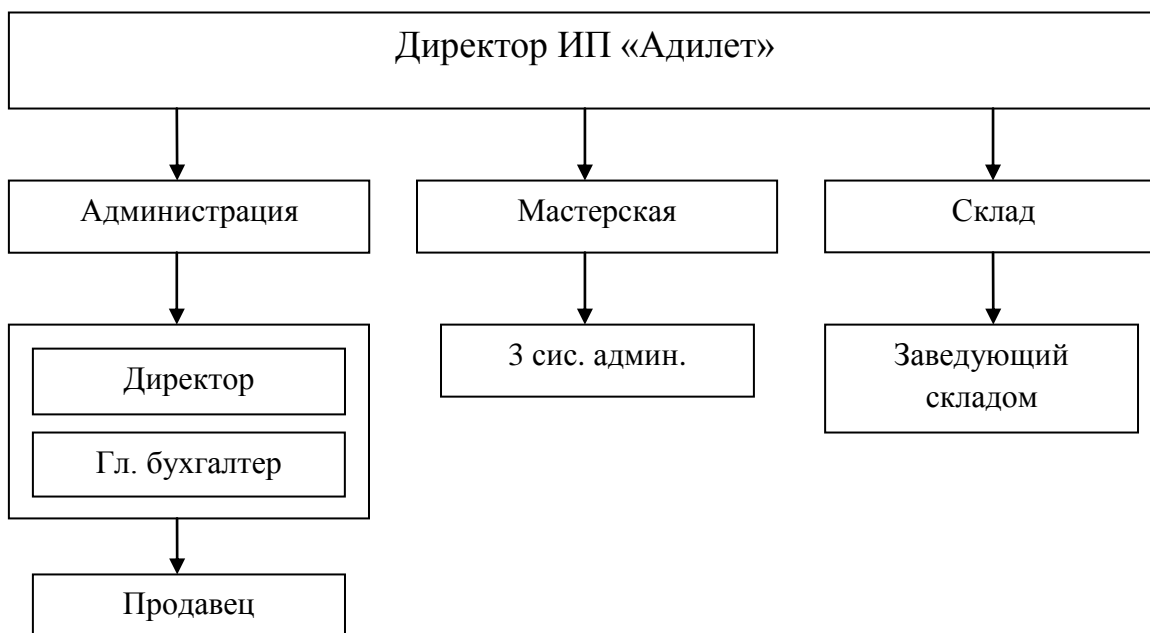 Директор ИП «Адилет»
Администрация
Мастерская
Склад
Директор
Гл. бухгалтер
3 сис. админ.
Заведующий
складом
Продавец